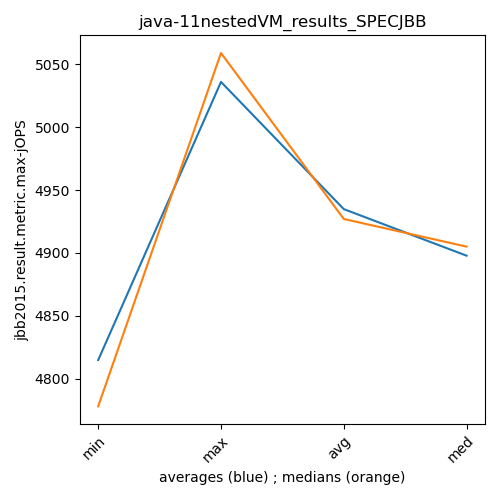 java-11nestedVM_results_SPECJBB
jbb2015.result.metric.max-jOPS
5050
5000
4950
4900
4850
4800
min
max
avg
med
averages (blue) ; medians (orange)